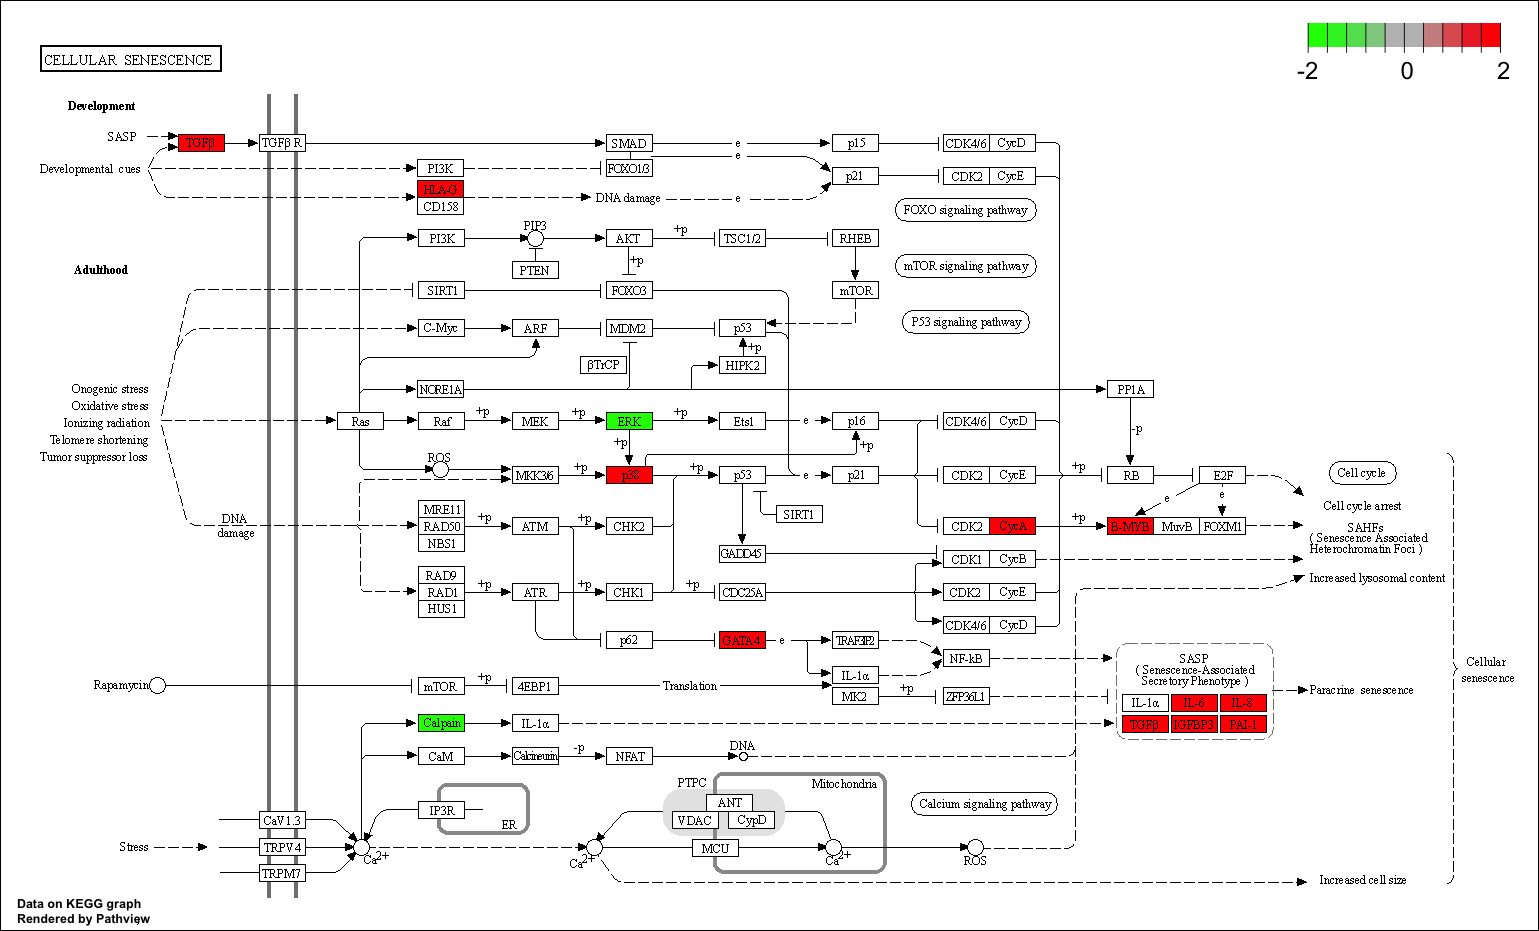 CELLULAR SENESCENCE
-2 0 2
Development
SASP
TGFβ
TGFβ R
SMAD
e
p15
CDK4/6 CycD
Developmental cues
PI3K
FOXO1/3
e
p21
CDK2 CycE
HLA-G
CD158
DNA damage
e
FOXO signaling pathway
PI3K
PIP3
AKT
+p
TSC1/2
RHEB
PTEN
+p
mTOR signaling pathway
Adulthood
SIRT1
FOXO3
mTOR
C-Myc
ARF
MDM2
p53
P53 signaling pathway
+p
βTrCP
HIPK2
Onogenic stress
Oxidative stress
Ionizing radiation
Telomere shortening
Tumor suppressor loss
NORE1A
PP1A
Ras
Raf
+p
MEK
+p
ERK
+p
Ets1
e
p16
CDK4/6 CycD
-p
+p
+p
ROS
MKK3/6
+p
p38
+p
p53
e
p21
CDK2 CycE
+p
RB
E2F
Cell cycle
e
e
Cell cycle arrest
DNA
damage
MRE11
RAD50
NBS1
+p
ATM
+p
CHK2
SIRT1
CDK2 CycA
+p
B-MYB MuvB FOXM1
SAHFs
( Senescence Associated
Heterochromatin Foci )
GADD45
CDK1 CycB
RAD9
RAD1
HUS1
+p
ATR
+p
CHK1
+p
CDC25A
CDK2 CycE
Increased lysosomal content
CDK4/6 CycD
p62
GATA4
e
TRAF3IP2
NF-kB
IL-1α
SASP
( Senescence-Associated
Secretory Phenotype )
Cellular
senescence
Rapamycin
mTOR
+p
4EBP1
Translation
MK2
+p
ZFP36L1
IL-1α IL-6 IL-8
TGFβ IGFBP3 PAI-1
Paracrine senescence
Calpain
IL-1α
CaM
Calcineurin
-p
NFAT
DNA
PTPC
Mitochondria
ANT
VDAC
CypD
Calcium signaling pathway
IP3R
ER
CaV1.3
Stress
TRPV4
Ca2+
Ca2+
MCU
Ca2+
ROS
TRPM7
Increased cell size
Data on KEGG graph
Rendered by Pathview